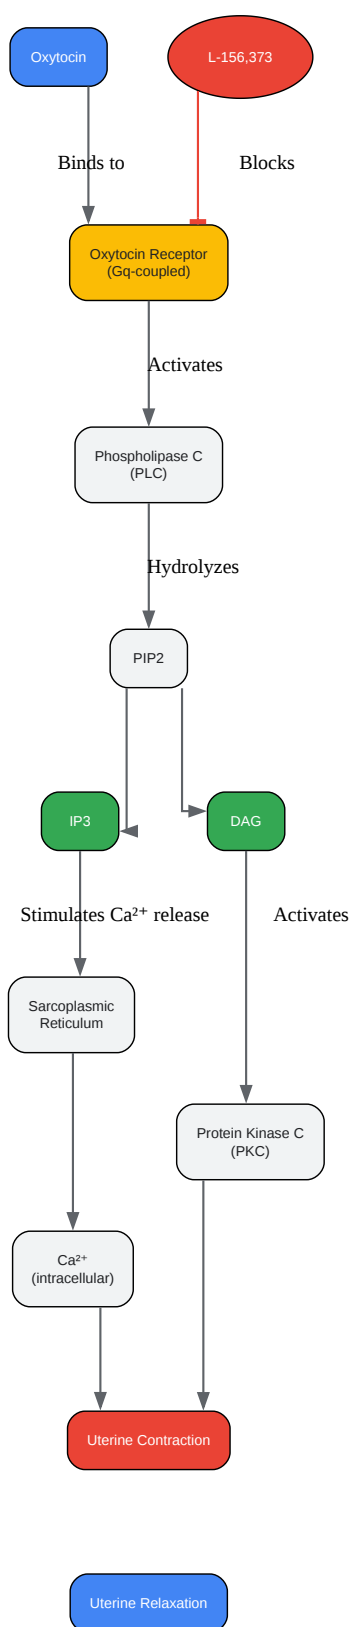 Oxytocin
L-156,373
Binds to
Blocks
Oxytocin Receptor
(Gq-coupled)
Activates
Phospholipase C
(PLC)
Hydrolyzes
PIP2
IP3
DAG
Stimulates Ca²⁺ release
Activates
Sarcoplasmic
Reticulum
Protein Kinase C
(PKC)
Ca²⁺
(intracellular)
Uterine Contraction
Uterine Relaxation